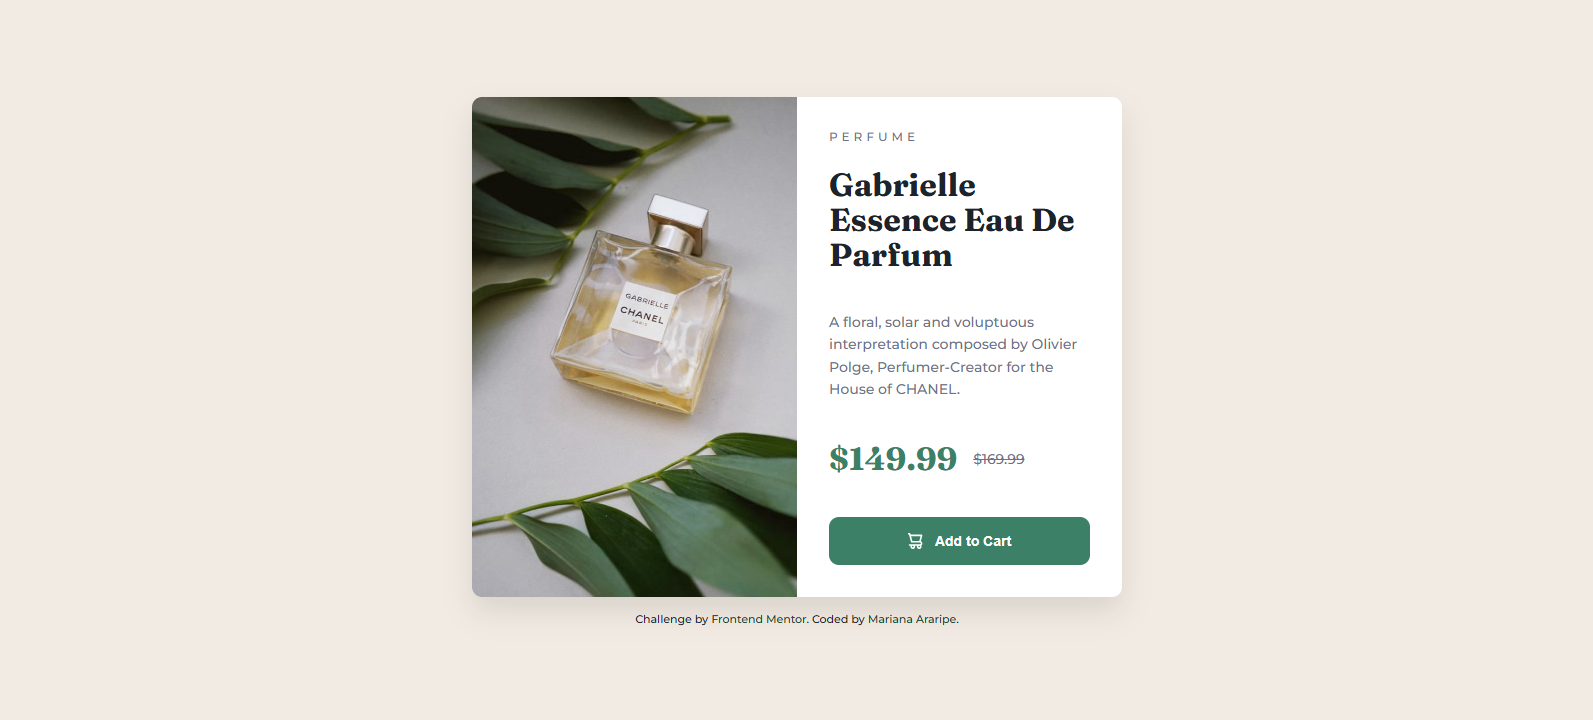 GABRIELLE
CHANEL
PARIS
PERFUME
Gabrielle
Essence Eau De
Parfum
A floral, solar and voluptuous
interpretation composed by Olivier
Polge, Perfumer-Creator for the
House of CHANEL.
$149.99 $169.99
Add to Cart
Challenge by Frontend Mentor. Coded by Mariana Araripe.